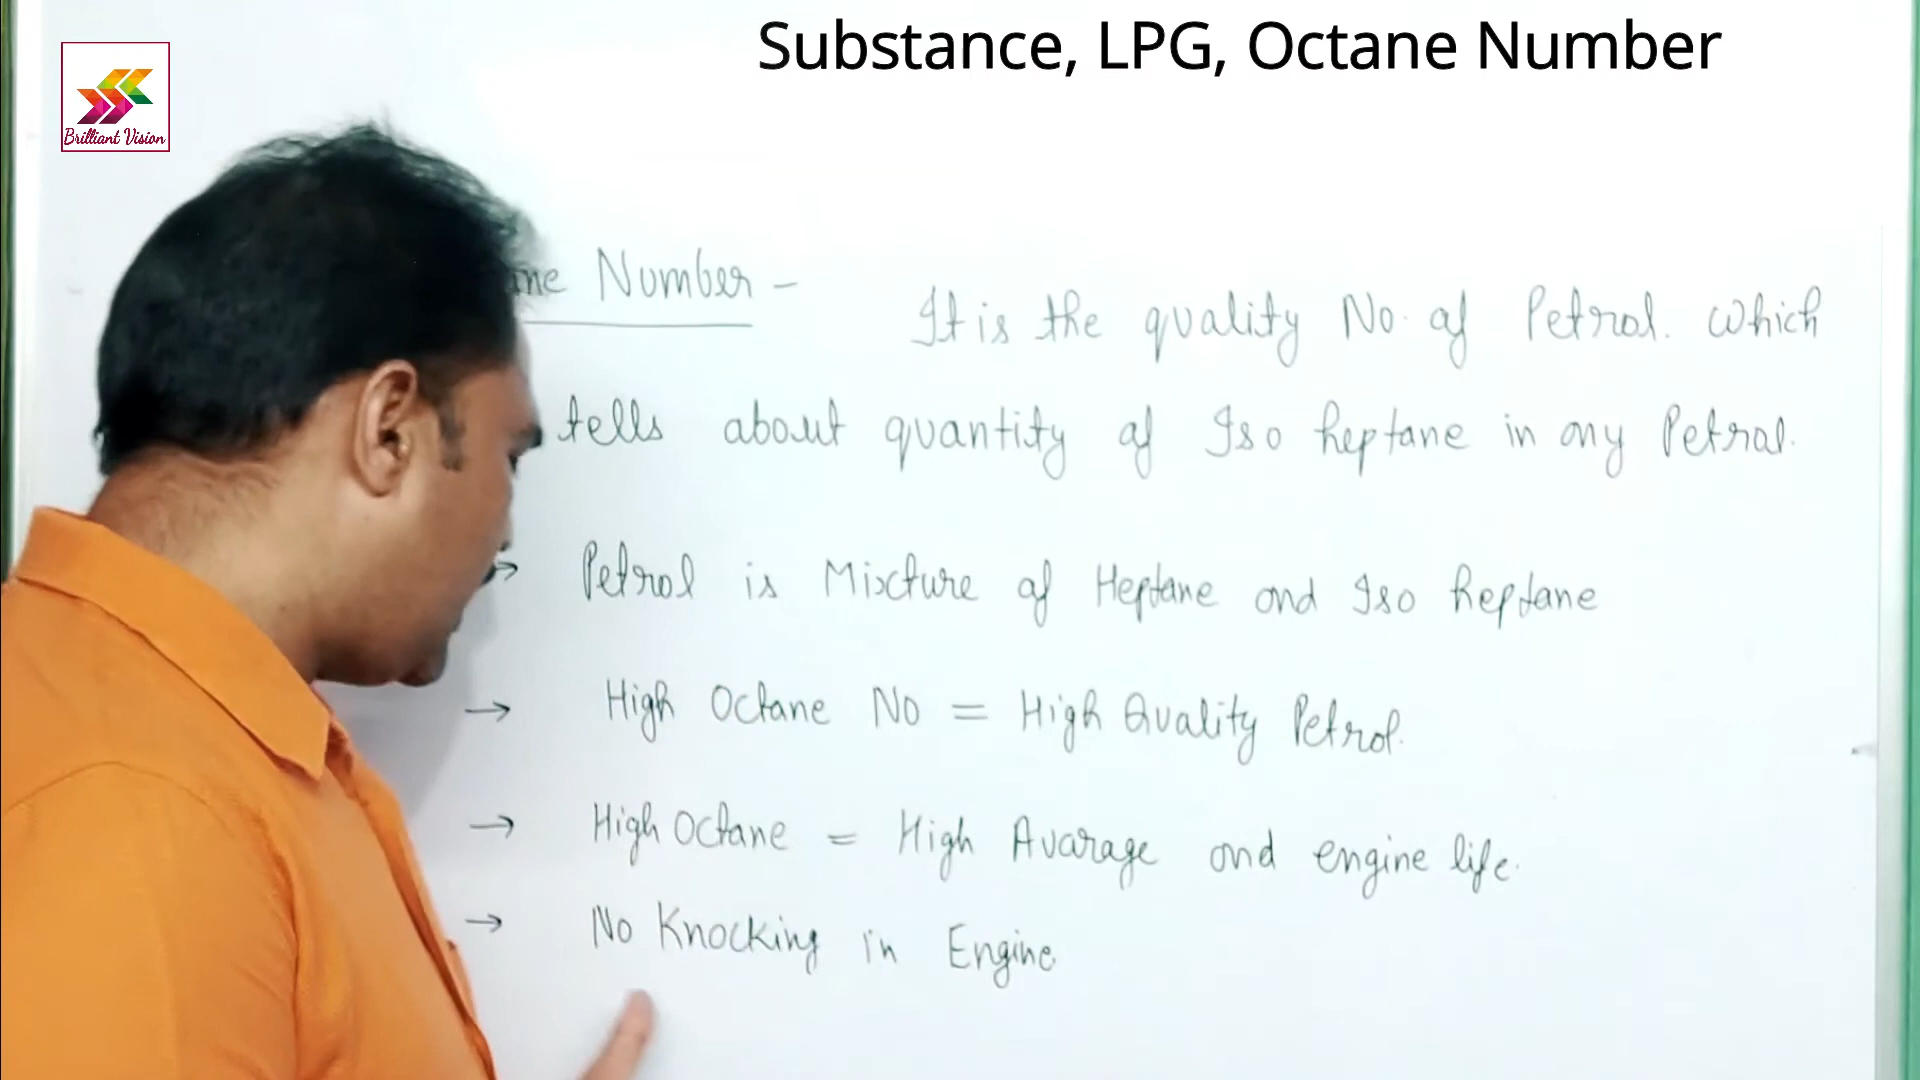 Substance, LPG, Octane Number
Brilliant Vision
Number -
It is the quality No. of Petrol. which
tells about quantity of Iso heptane in any Petrol.
→ Petrol is Mixture of Heptane and Iso heptane
→ High Octane No = High Quality Petrol.
→ High Octane = High Avarage and engine life.
→ No Knocking in Engine